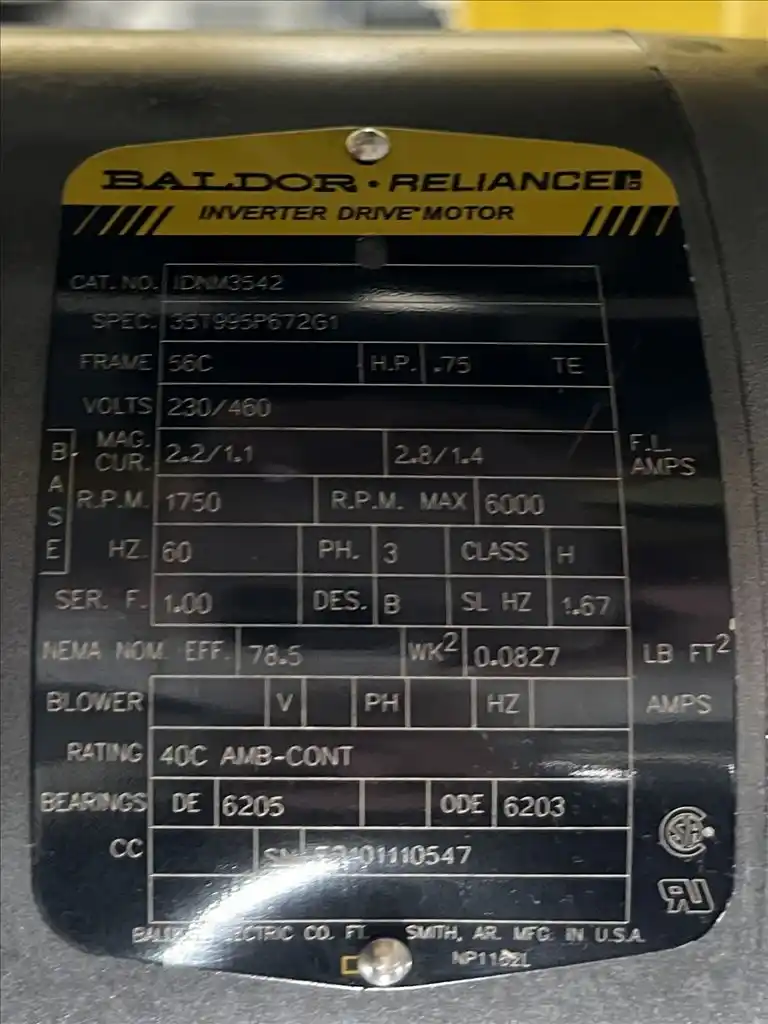 BALDOR · RELIANCE
INVERTER DRIVE MOTOR
CAT. NO. IDNM3542
SPEC. 35T995P672G1
FRAME 56C H.P. .75 TE
VOLTS 230/460
BASE
MAG. CUR. 2.2/1.1 2.8/1.4 F.L. AMPS
R.P.M. 1750 R.P.M. MAX 6000
HZ. 60 PH. 3 CLASS H
SER. F. 1.00 DES. B SL HZ 1.67
NEMA NOM. EFF. 78.5 WK² 0.0827 LB FT²
BLOWER V PH HZ AMPS
RATING 40C AMB-CONT
BEARINGS DE 6205 ODE 6203
CC SN
BALDOR ELECTRIC CO. FT. SMITH, AR. MFG. IN U.S.A.